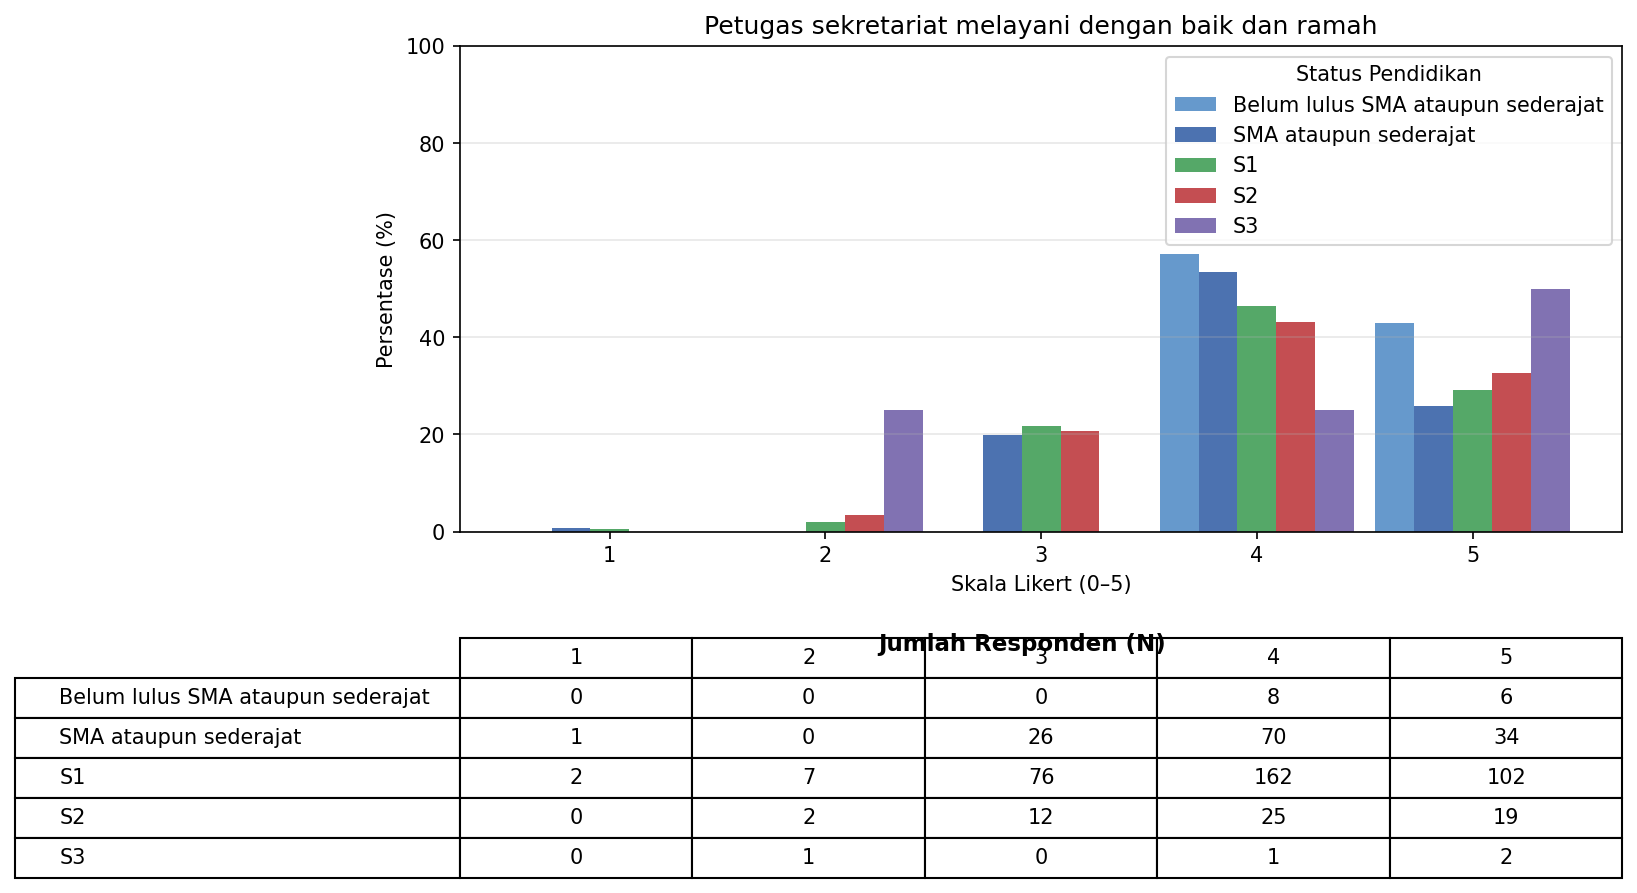 Petugas sekretariat melayani dengan baik dan ramah
100
80
60
40
20
0
Persentase (%)
Status Pendidikan
Belum lulus SMA ataupun sederajat
SMA ataupun sederajat
S1
S2
S3
1 2 3 4 5
Skala Likert (0–5)
Jumlah Responden (N)
1 2 3 4 5
Belum lulus SMA ataupun sederajat 0 0 0 8 6
SMA ataupun sederajat 1 0 26 70 34
S1 2 7 76 162 102
S2 0 2 12 25 19
S3 0 1 0 1 2